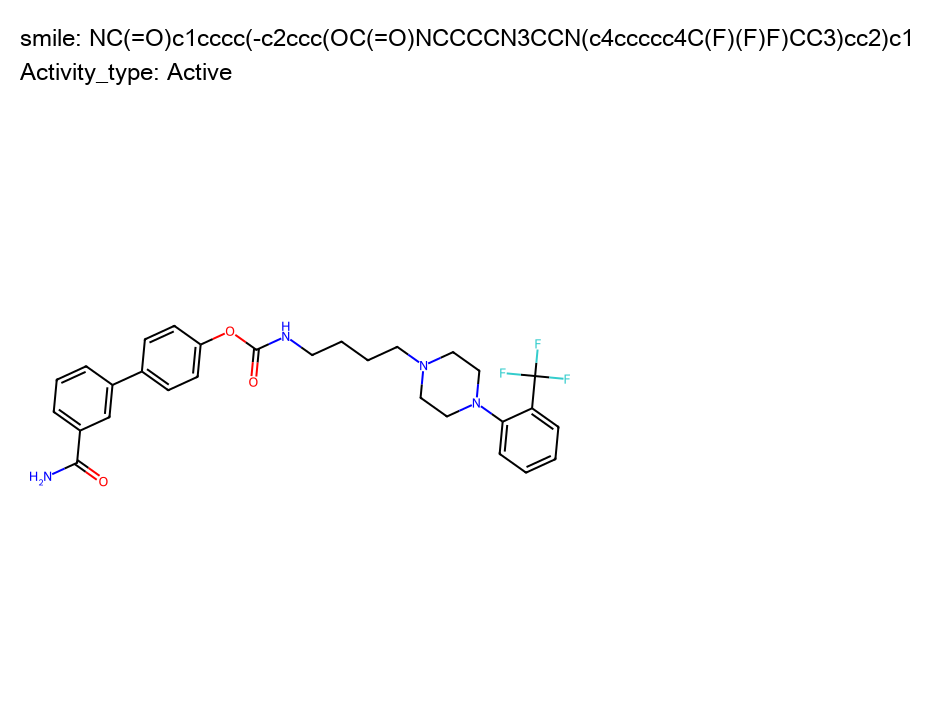 smile: NC(=O)c1cccc(-c2ccc(OC(=O)NCCCCN3CCN(c4ccccc4C(F)(F)F)CC3)cc2)c1
Activity_type: Active
F
F
F
H
N
O
O
N
N
H2N
O